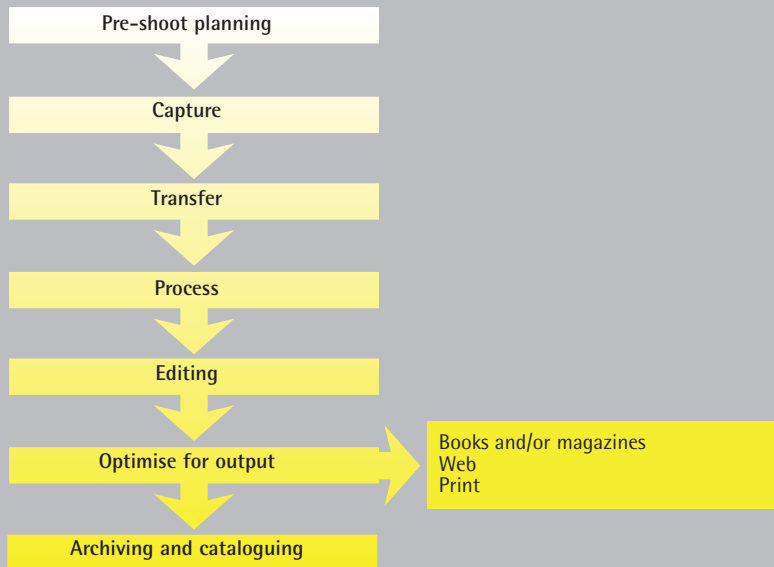 Pre-shoot planning
Capture
Transfer
Process
Editing
Optimise for output
Books and/or magazines
Web
Print
Archiving and cataloguing